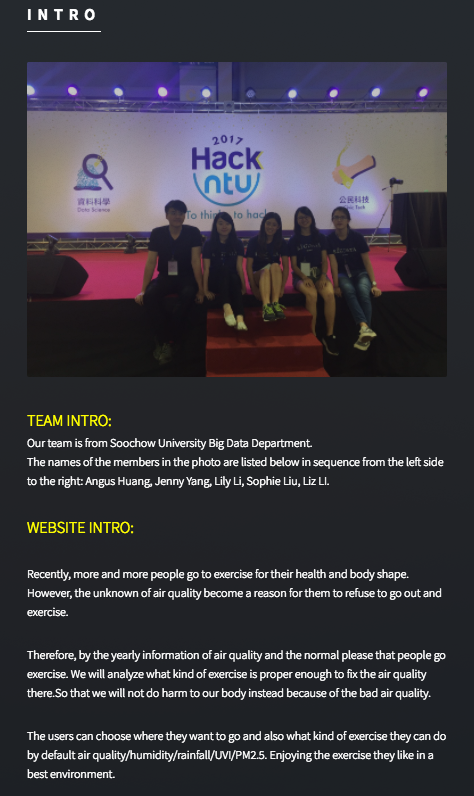 INTRO
2017
Hack
ntu
To think, to hack
資料科學
Data Science
公民科技
Civic Tech
TEAM INTRO:
Our team is from Soochow University Big Data Department.
The names of the members in the photo are listed below in sequence from the left side
to the right: Angus Huang, Jenny Yang, Lily Li, Sophie Liu, Liz LI.
WEBSITE INTRO:
Recently, more and more people go to exercise for their health and body shape.
However, the unknown of air quality become a reason for them to refuse to go out and
exercise.
Therefore, by the yearly information of air quality and the normal please that people go
exercise. We will analyze what kind of exercise is proper enough to fix the air quality
there.So that we will not do harm to our body instead because of the bad air quality.
The users can choose where they want to go and also what kind of exercise they can do
by default air quality/humidity/rainfall/UVI/PM2.5. Enjoying the exercise they like in a
best environment.